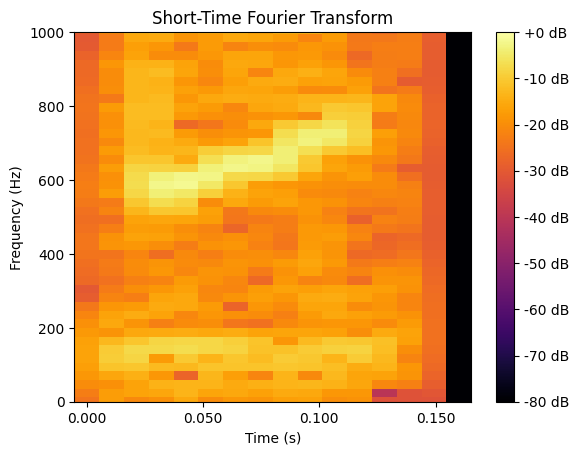 Short-Time Fourier Transform
1000
800
600
400
200
0
Frequency (Hz)
0.000
0.050
0.100
0.150
Time (s)
+0 dB
-10 dB
-20 dB
-30 dB
-40 dB
-50 dB
-60 dB
-70 dB
-80 dB